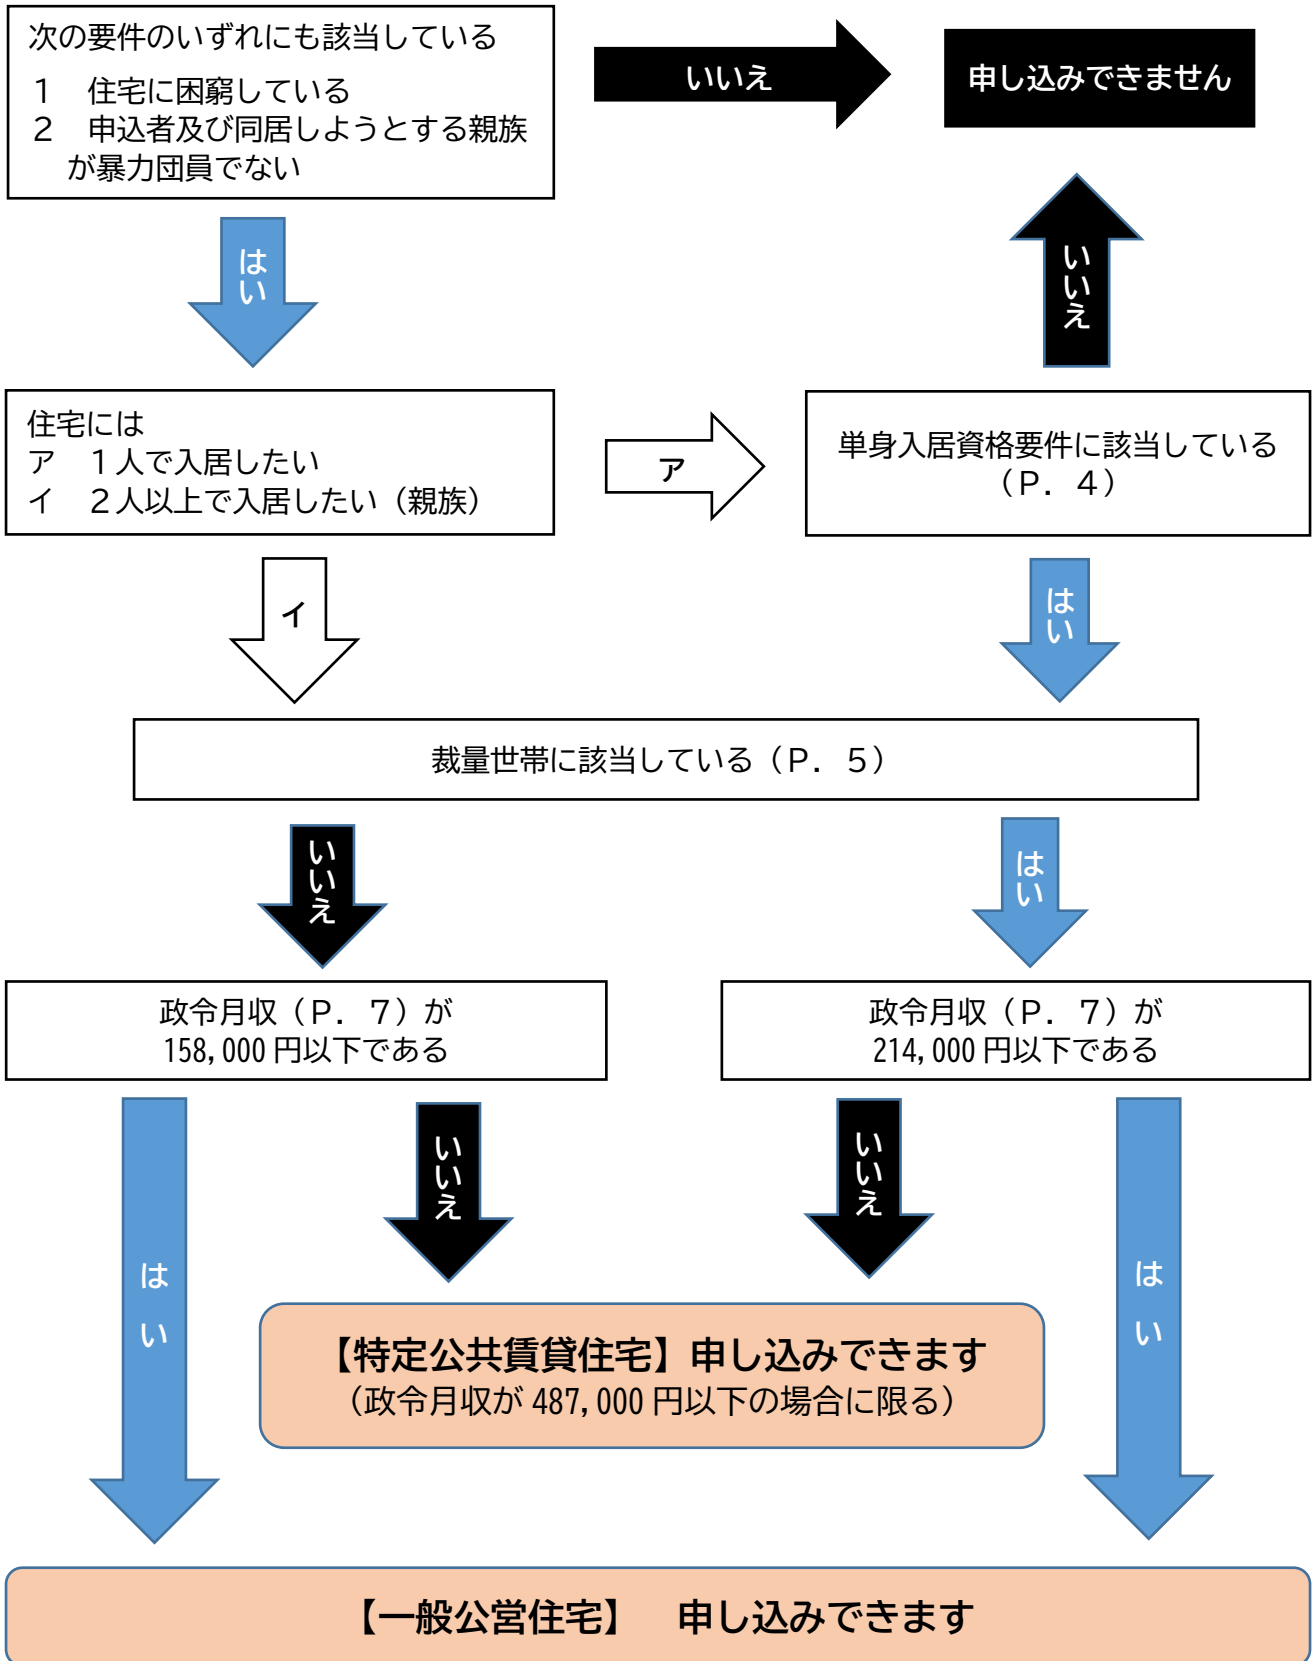 次の要件のいずれにも該当している
１　住宅に困窮している
２　申込者及び同居しようとする親族
が暴力団員でない
いいえ
申し込みできません
はい
いいえ
住宅には
ア　１人で入居したい
イ　２人以上で入居したい（親族）
ア
単身入居資格要件に該当している
（Ｐ．４）
イ
はい
裁量世帯に該当している（Ｐ．５）
いいえ
はい
政令月収（Ｐ．７）が
158,000 円以下である
政令月収（Ｐ．７）が
214,000 円以下である
いいえ
いいえ
はい
はい
【特定公共賃貸住宅】申し込みできます
（政令月収が 487,000 円以下の場合に限る）
【一般公営住宅】　申し込みできます